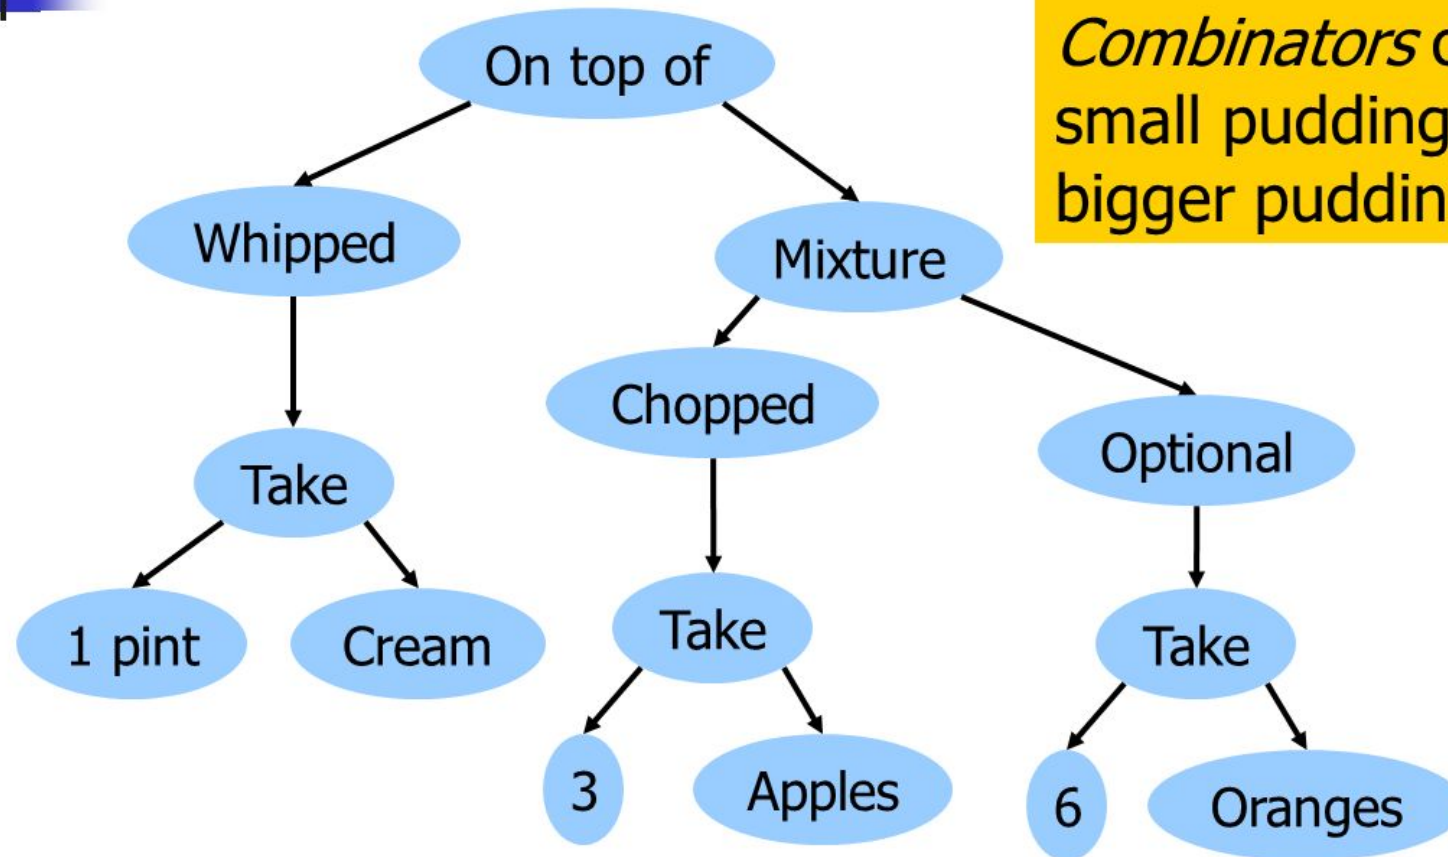 On top of
Combinators
small pudding
bigger puddin
Whipped
Mixture
Chopped
Optional
Take
1 pint
Cream
Take
3
Apples
Take
6
Oranges